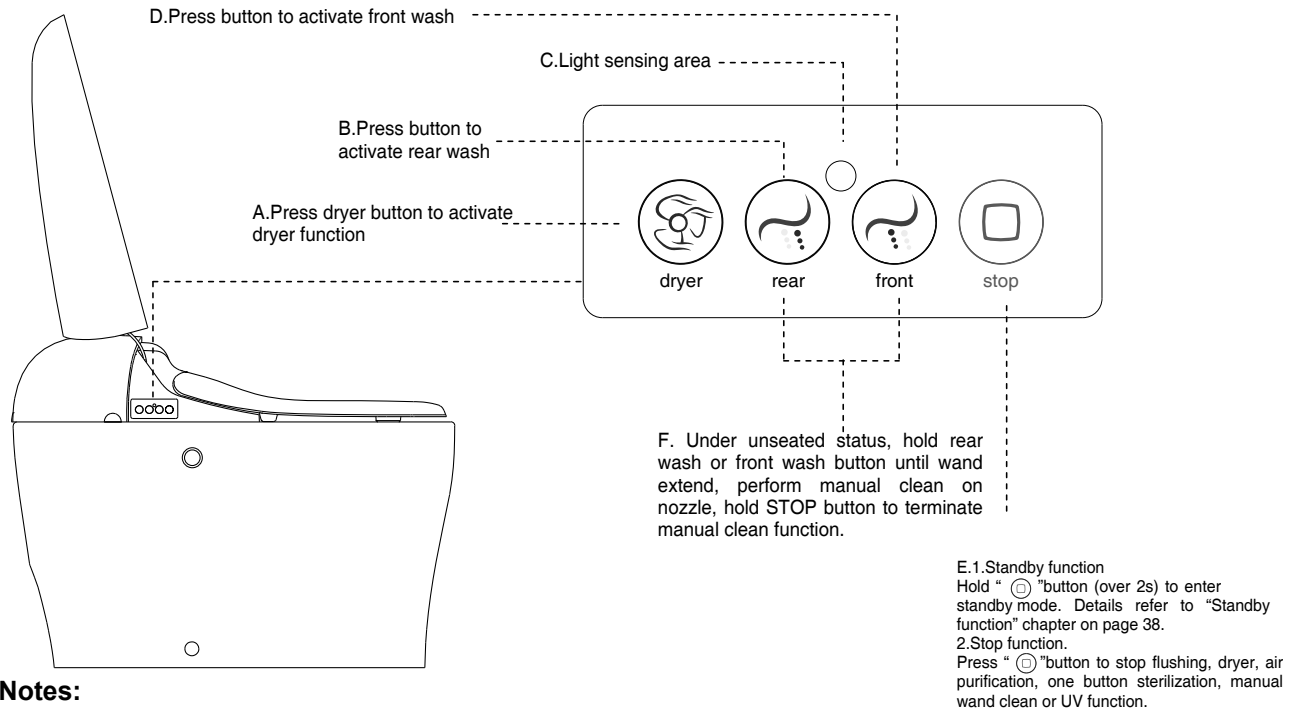 D.Press button to activate front wash
C.Light sensing area
B.Press button to
activate rear wash
A.Press dryer button to activate
dryer function
dryer
rear
front
stop
F. Under unseated status, hold rear
wash or front wash button until wand
extend, perform manual clean on
nozzle, hold STOP button to terminate
manual clean function.
E.1.Standby function
Hold “ ”button (over 2s) to enter
standby mode. Details refer to “Standby
function” chapter on page 38.
2.Stop function.
Press “ ”button to stop flushing, dryer, air
purification, one button sterilization, manual
wand clean or UV function.
Notes: